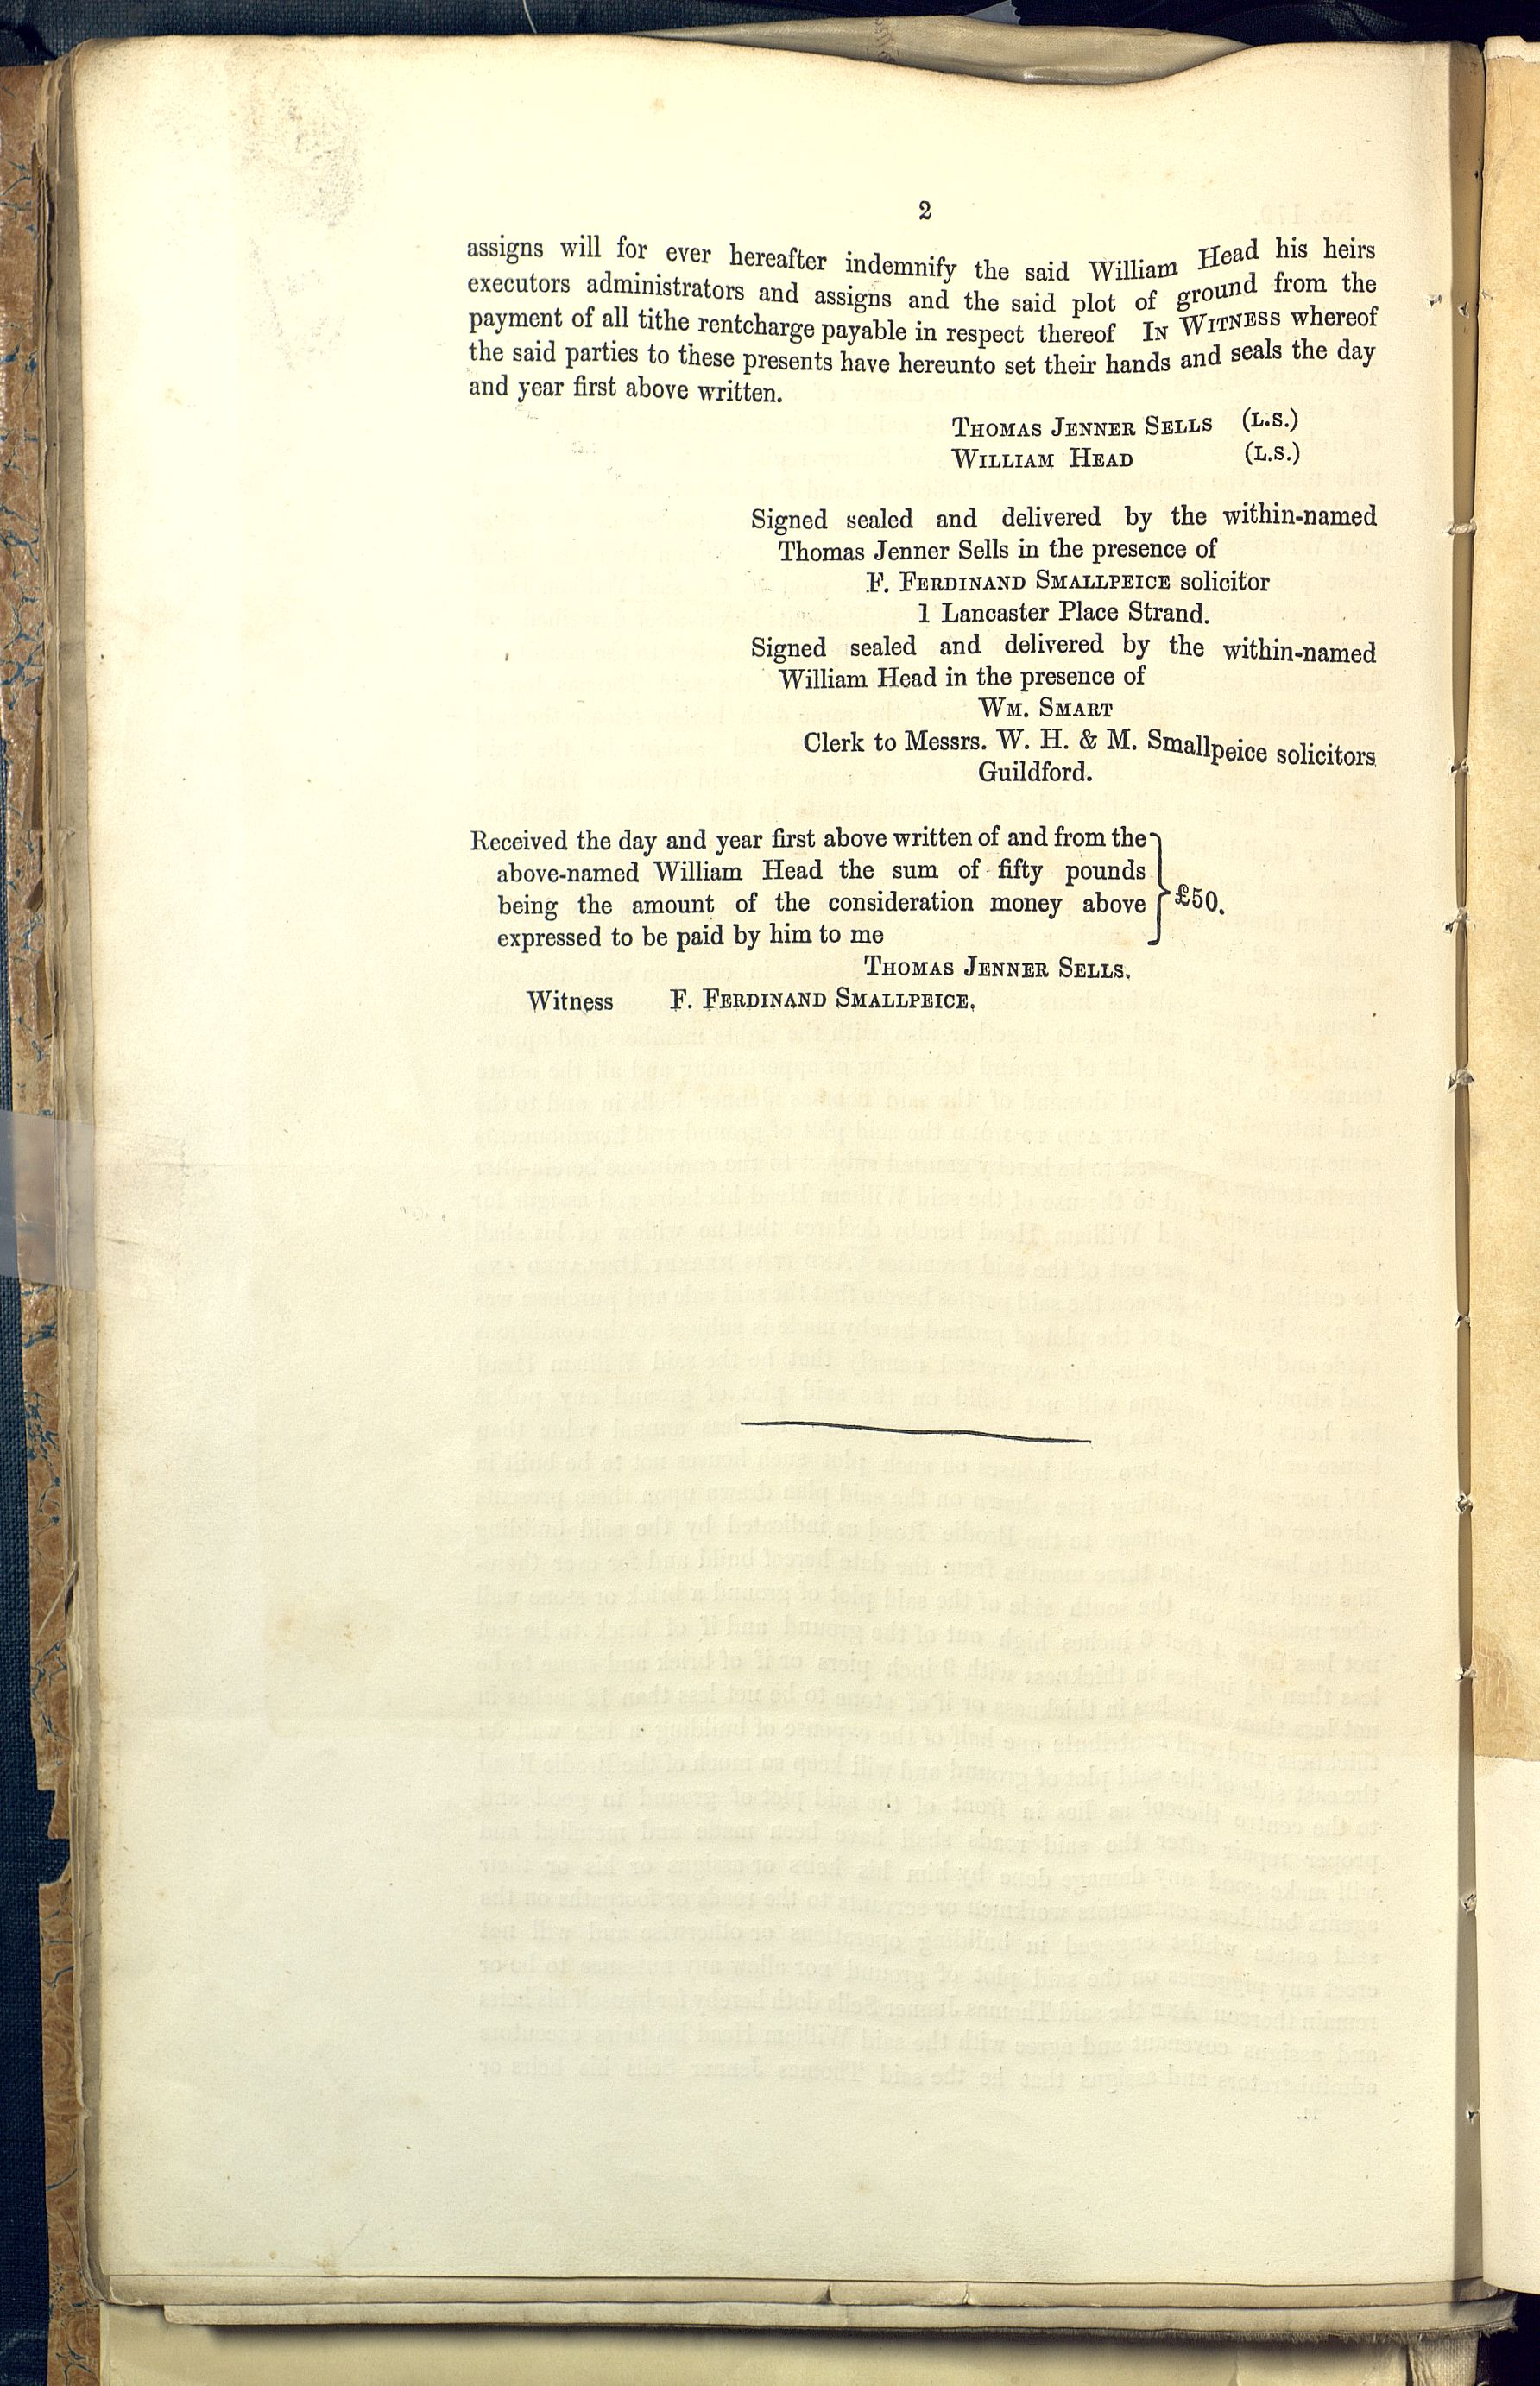 2
assigns will for ever hereafter indemnify the said William Head his heirs
executors administrators and assigns and the said plot of ground from the
payment of all tithe rentcharge payable in respect thereof In Witness whereof
the said parties to these presents have hereunto set their hands and seals the day
and year first above written.
Thomas Jenner Sells (L.S.)
William Head (L.S.)
Signed sealed and delivered by the within-named
Thomas Jenner Sells in the presence of
F. Ferdinand Smallpeice solicitor
1 Lancaster Place Strand.
Signed sealed and delivered by the within-named
William Head in the presence of
Wm. Smart
Clerk to Messrs. W. H. & M. Smallpeice solicitors
Guildford.
Received the day and year first above written of and from the
above-named William Head the sum of fifty pounds
being the amount of the consideration money above
expressed to be paid by him to me
£50.
Thomas Jenner Sells.
Witness F. Ferdinand Smallpeice.